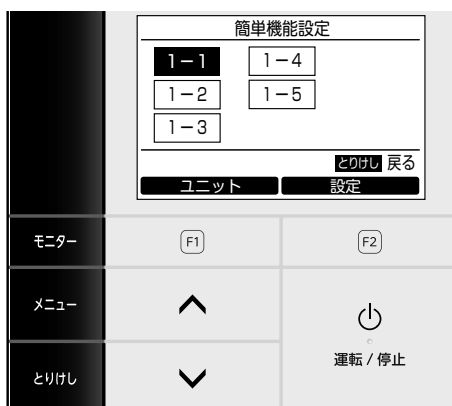 簡単機能設定
1−1 1−4
1−2 1−5
1−3
とりけし 戻る
ユニット 設定
モニター F1 F2
メニュー
運転 / 停止
とりけし